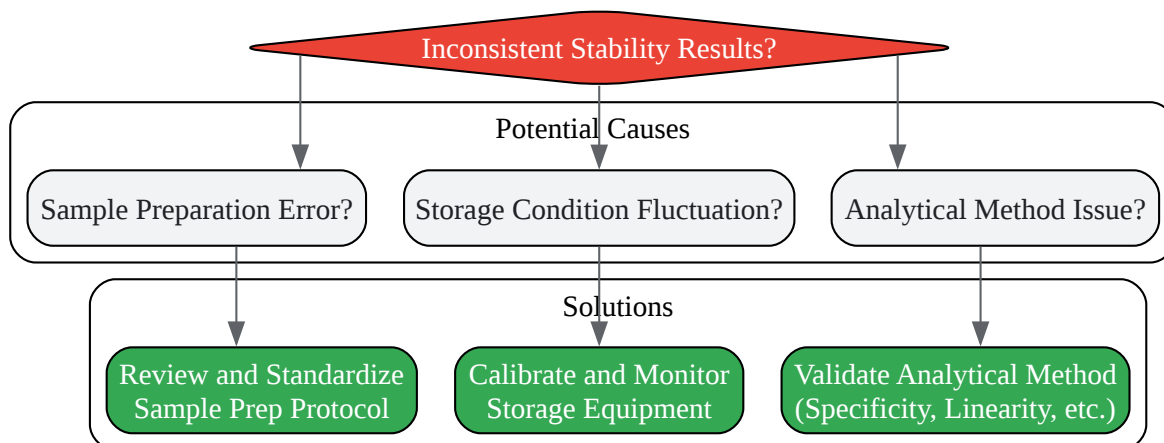 Inconsistent Stability Results?
Potential Causes
Sample Preparation Error?
Storage Condition Fluctuation?
Analytical Method Issue?
Solutions
Review and Standardize
Sample Prep Protocol
Calibrate and Monitor
Storage Equipment
Validate Analytical Method
(Specificity, Linearity, etc.)